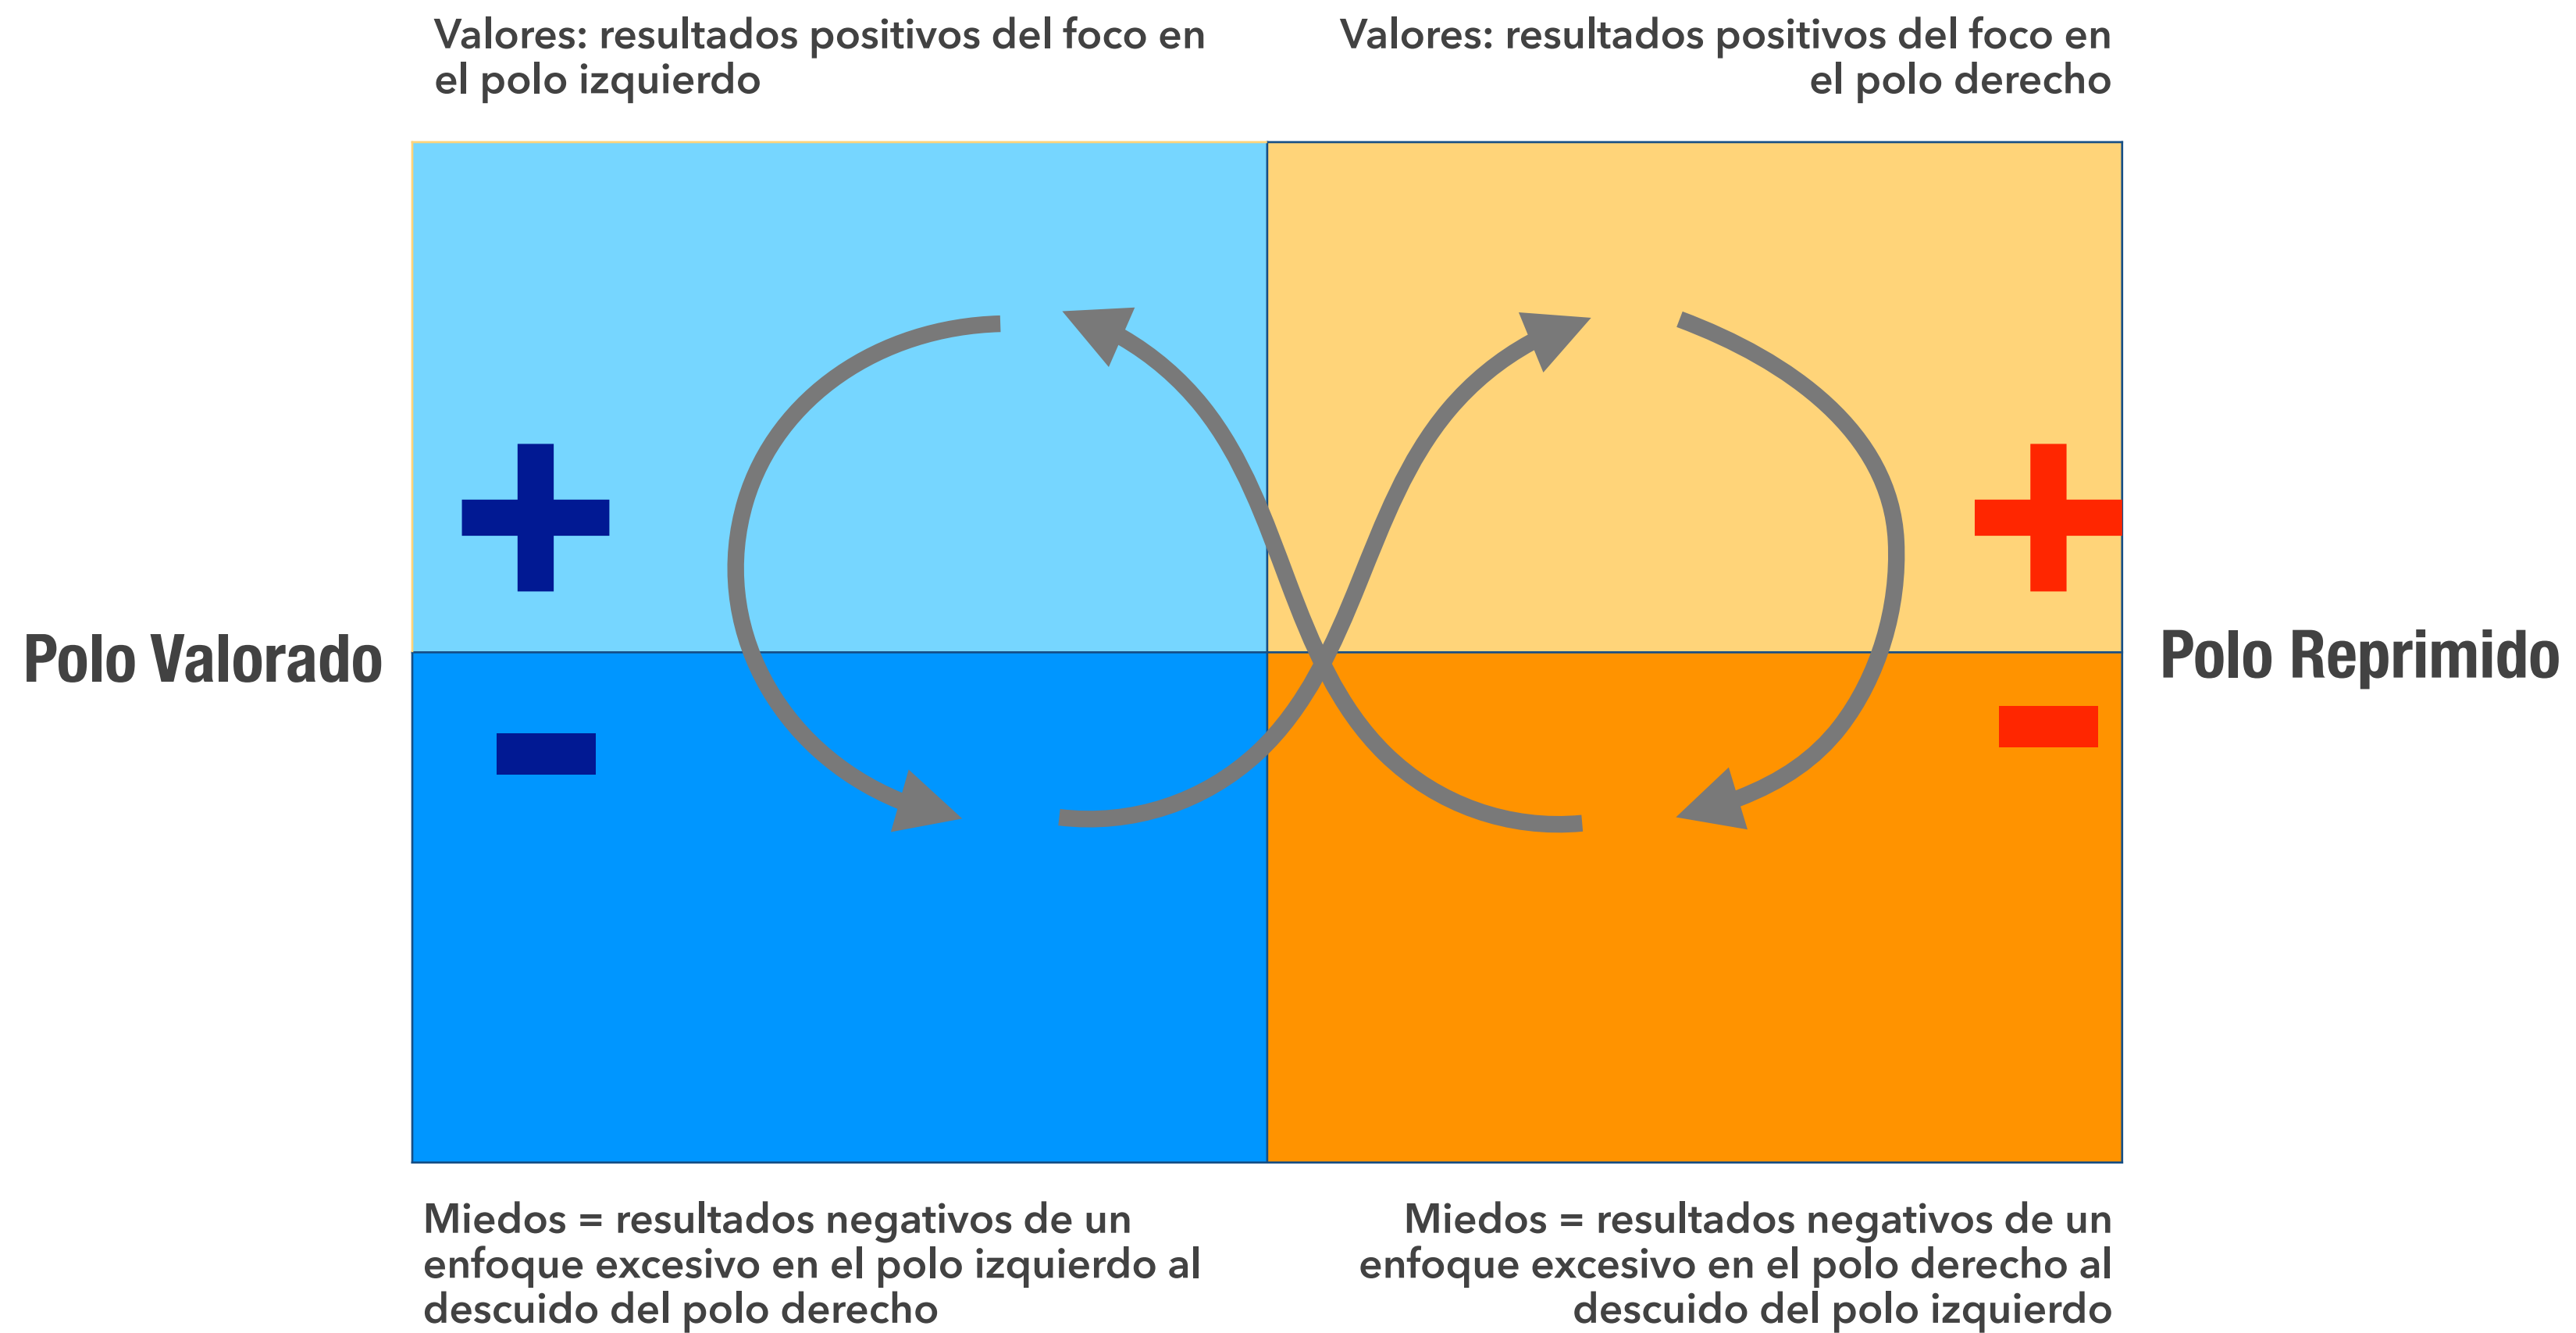 Valores: resultados positivos del foco en
el polo izquierdo
Valores: resultados positivos del foco en
el polo derecho
+
+
Polo Valorado
Polo Reprimido
-
-
Miedos = resultados negativos de un
enfoque excesivo en el polo izquierdo al
descuido del polo derecho
Miedos = resultados negativos de un
enfoque excesivo en el polo derecho al
descuido del polo izquierdo